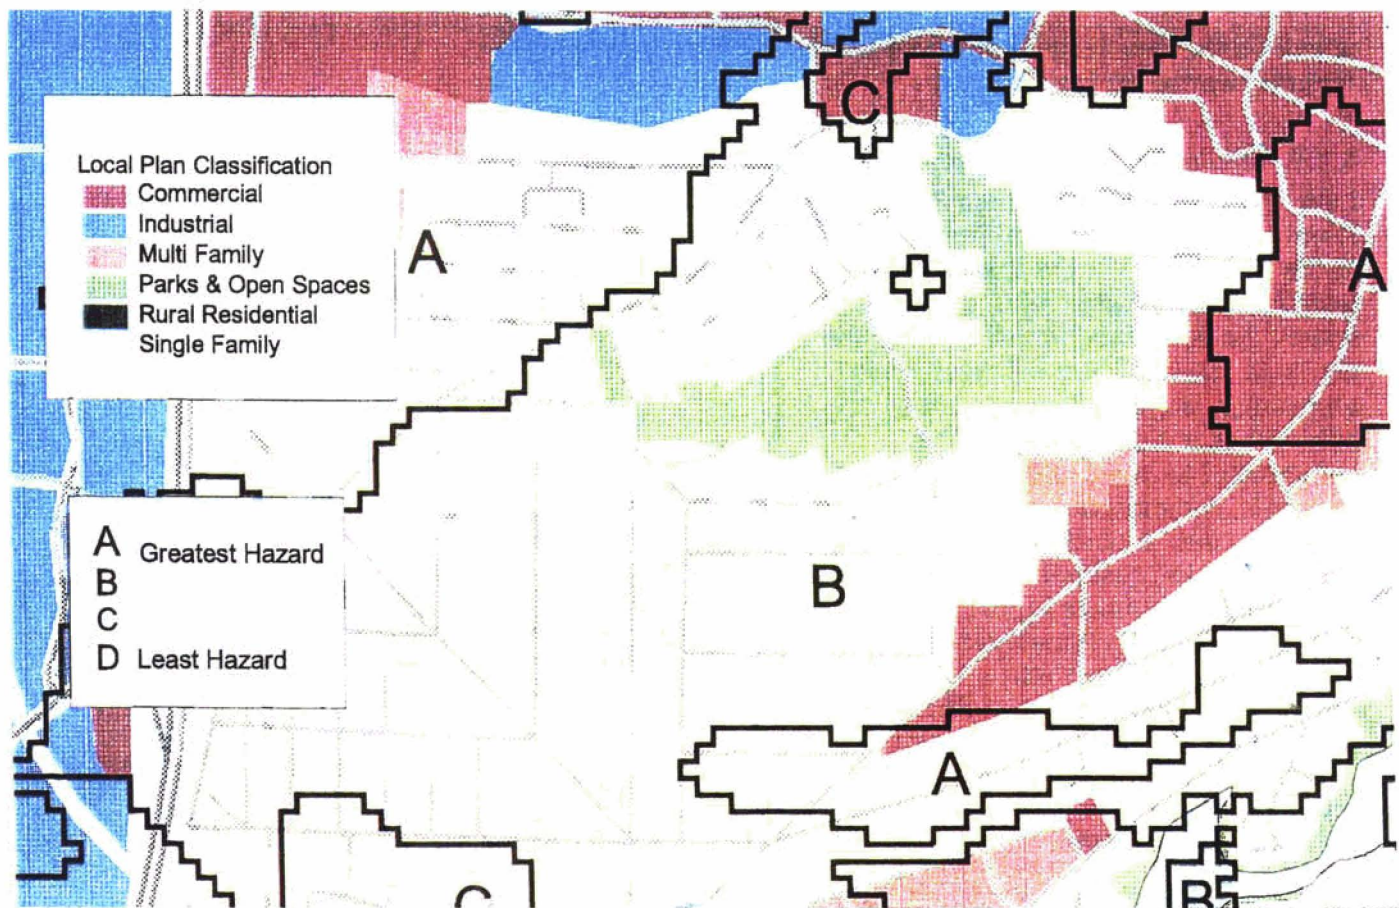 C
Local Plan Classification
Commercial
Industrial
Multi Family
Parks & Open Spaces
Rural Residential
Single Family
A
A
A Greatest Hazard
B
C
D Least Hazard
B
A
C
B